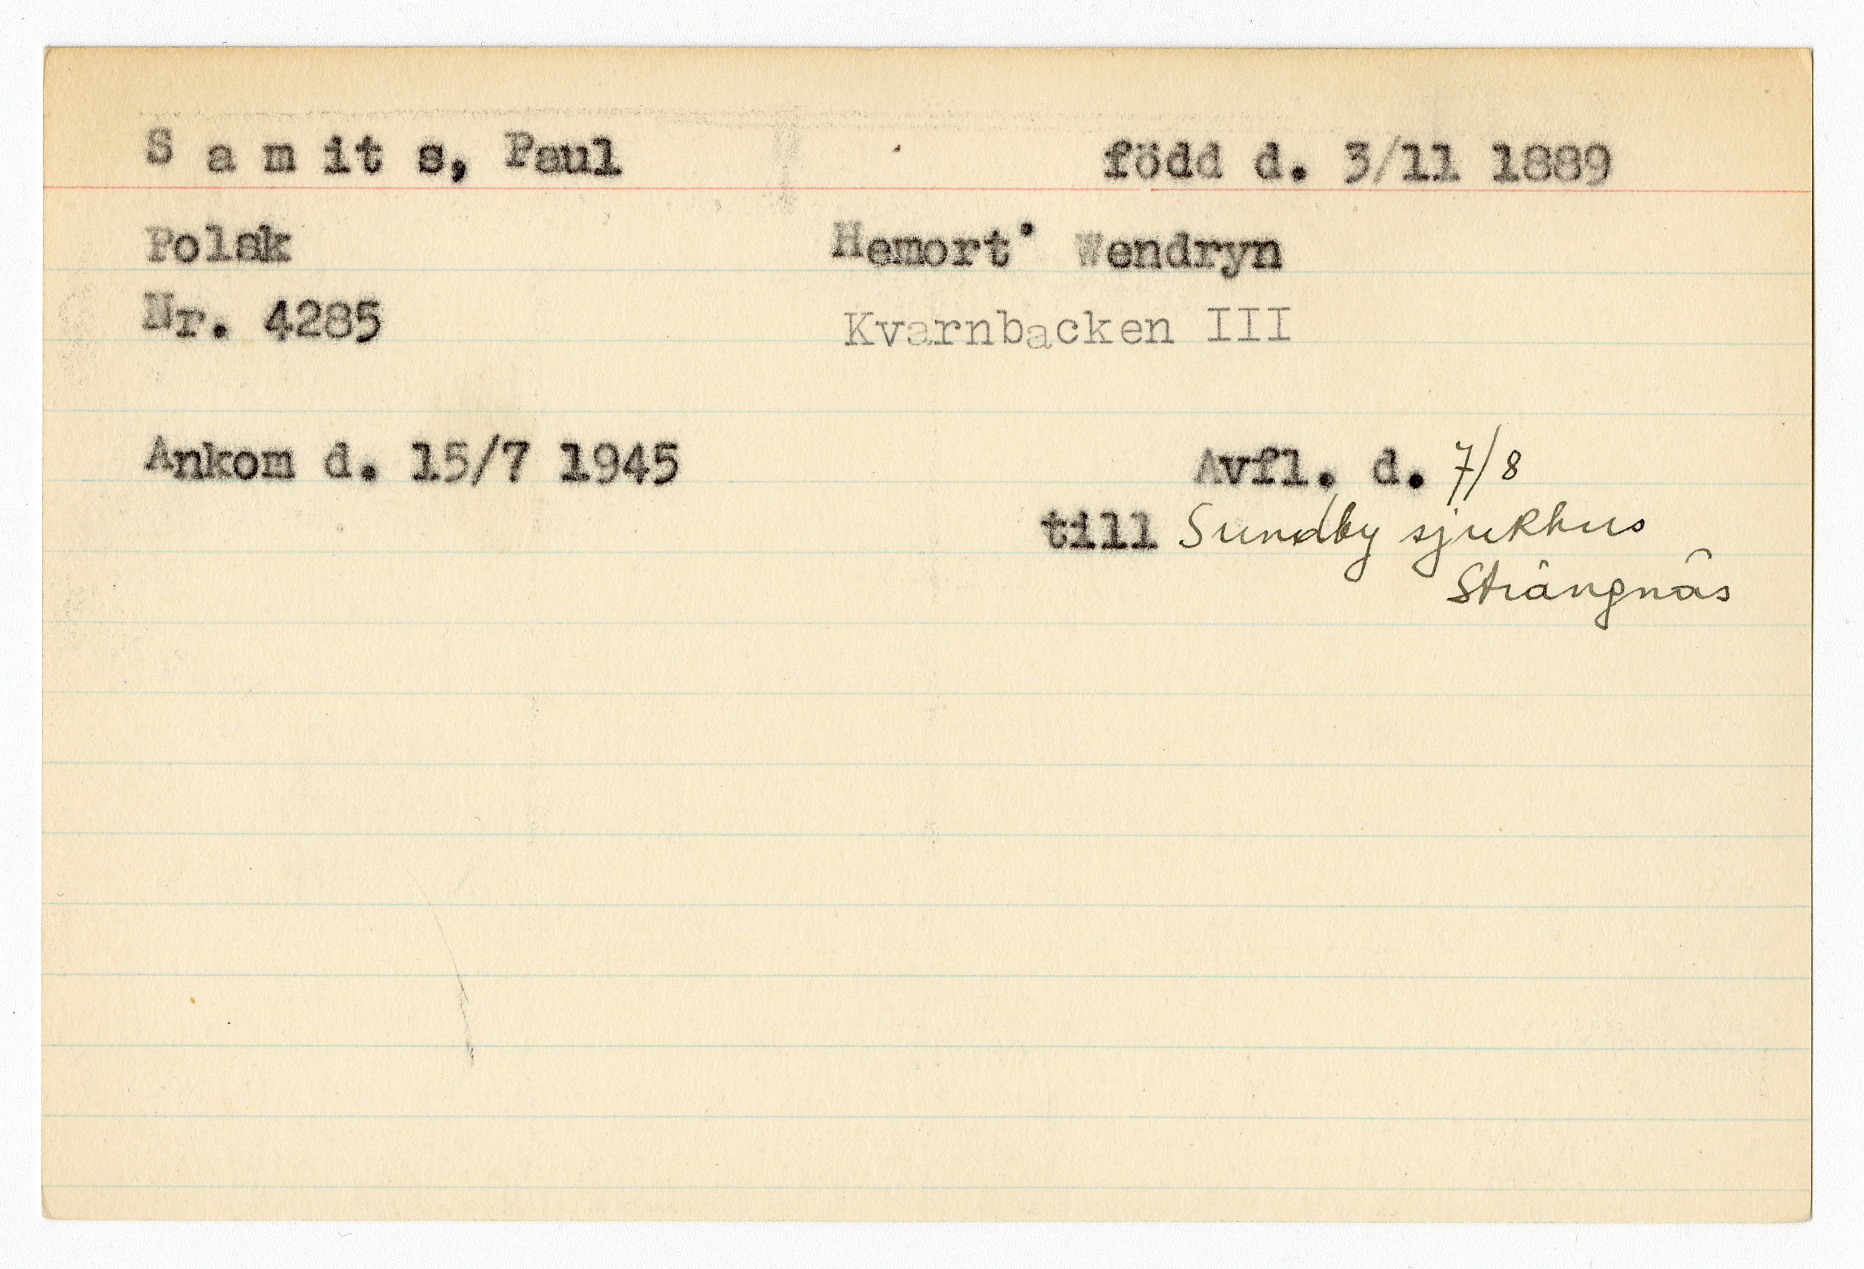 S a m it s, Paul född d. 3/11 1889
Polak Hemort· Wendryn
Nr. 4285 Kvarnbacken III
Ankom d. 15/7 1945 Avfl. d. 7/8
till Sundby sjukhus
Strängnäs